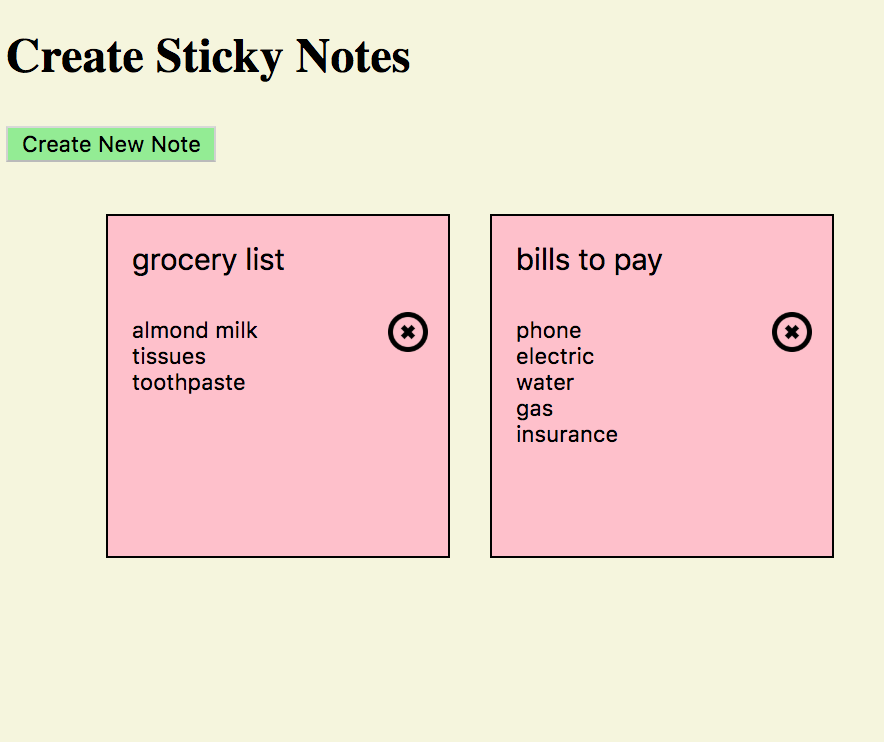 Create Sticky Notes
Create New Note
grocery list
almond milk
tissues
toothpaste
bills to pay
phone
electric
water
gas
insurance